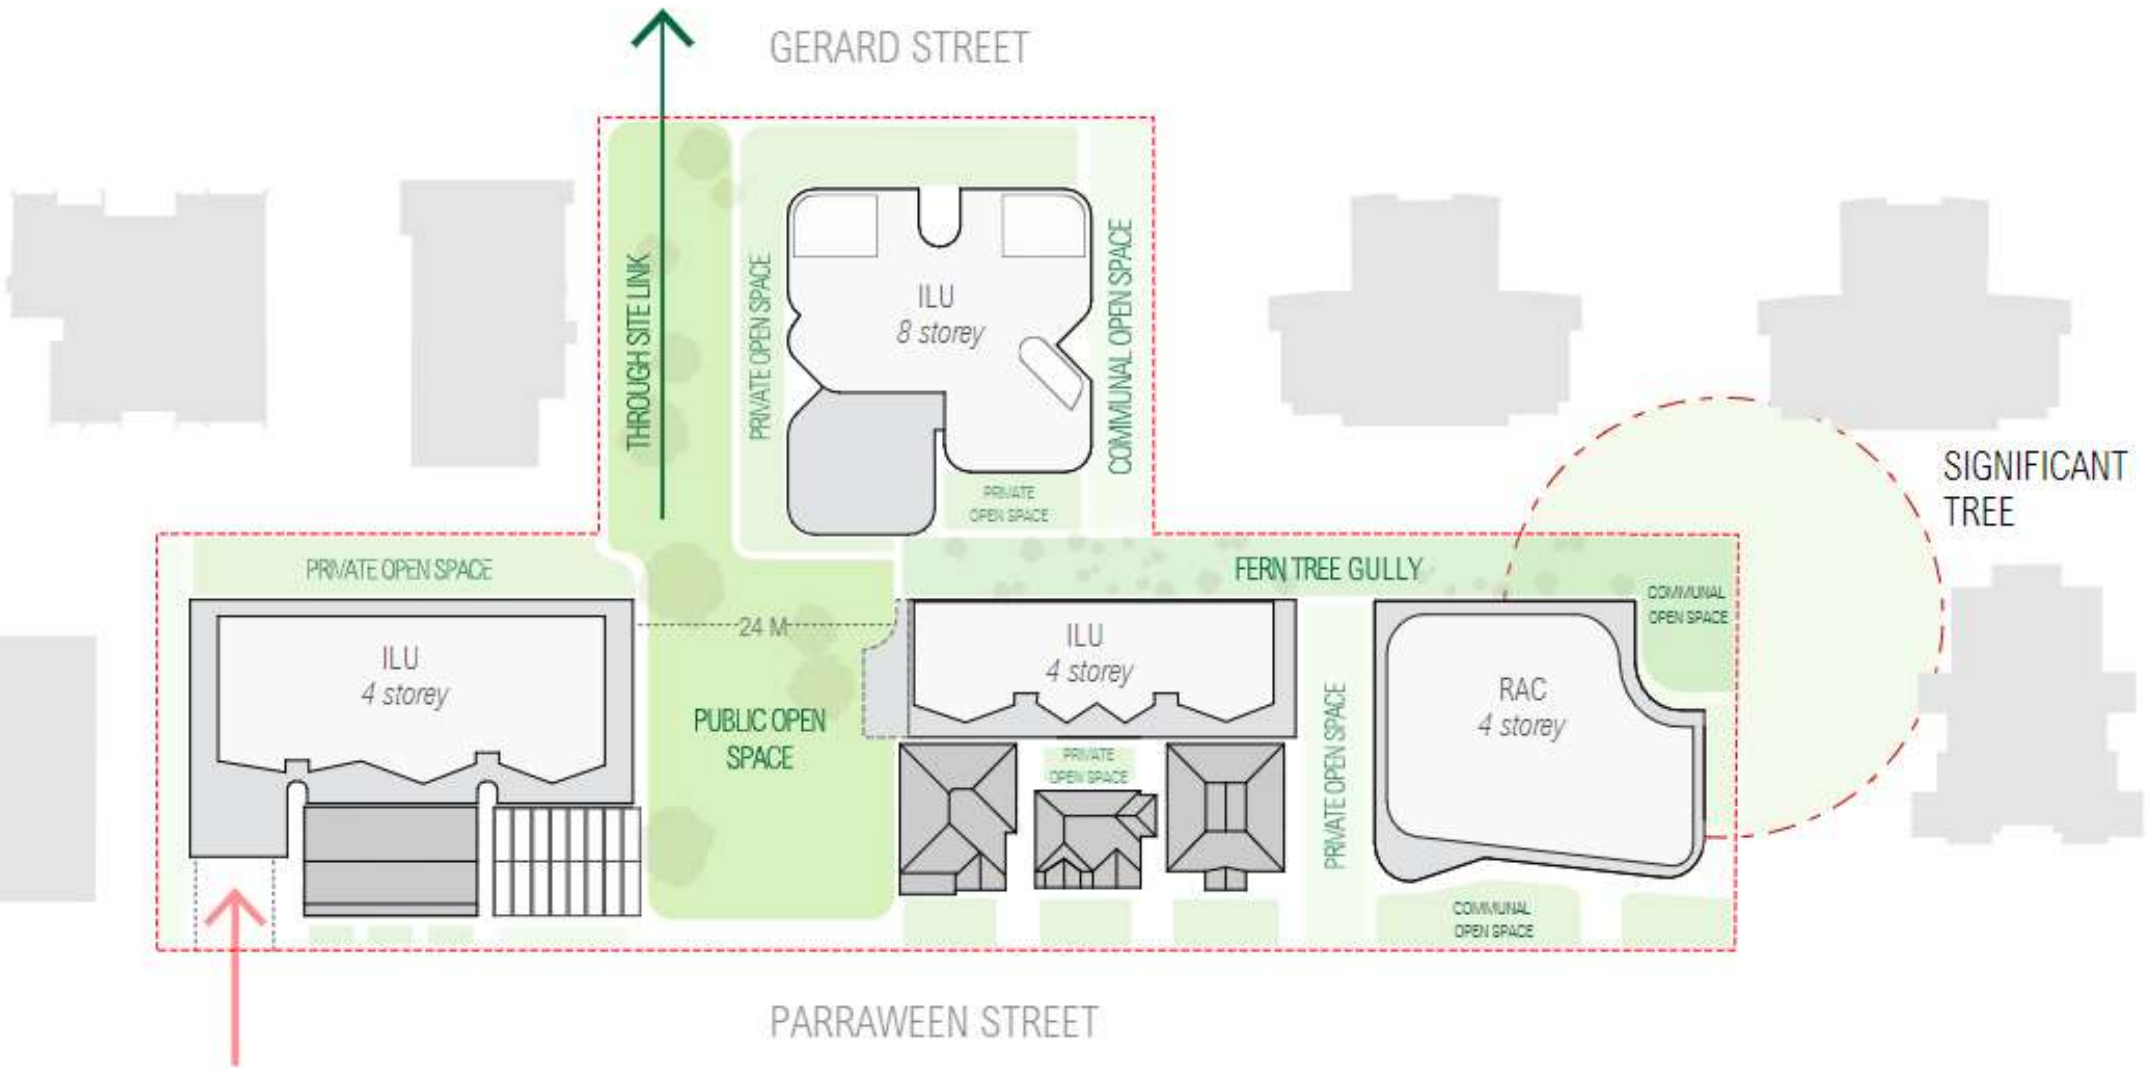 GERARD STREET
THROUGH SITE LINK
PRIVATE OPEN SPACE
ILU
8 storey
COMMUNAL OPEN SPACE
PRIVATE
OPEN SPACE
SIGNIFICANT
TREE
PRIVATE OPEN SPACE
FERN TREE GULLY
COMMUNAL
OPEN SPACE
ILU
4 storey
24 M
ILU
4 storey
PUBLIC OPEN
SPACE
PRIVATE
OPEN SPACE
PRIVATE OPEN SPACE
RAC
4 storey
COMMUNAL
OPEN SPACE
PARRAWEEN STREET